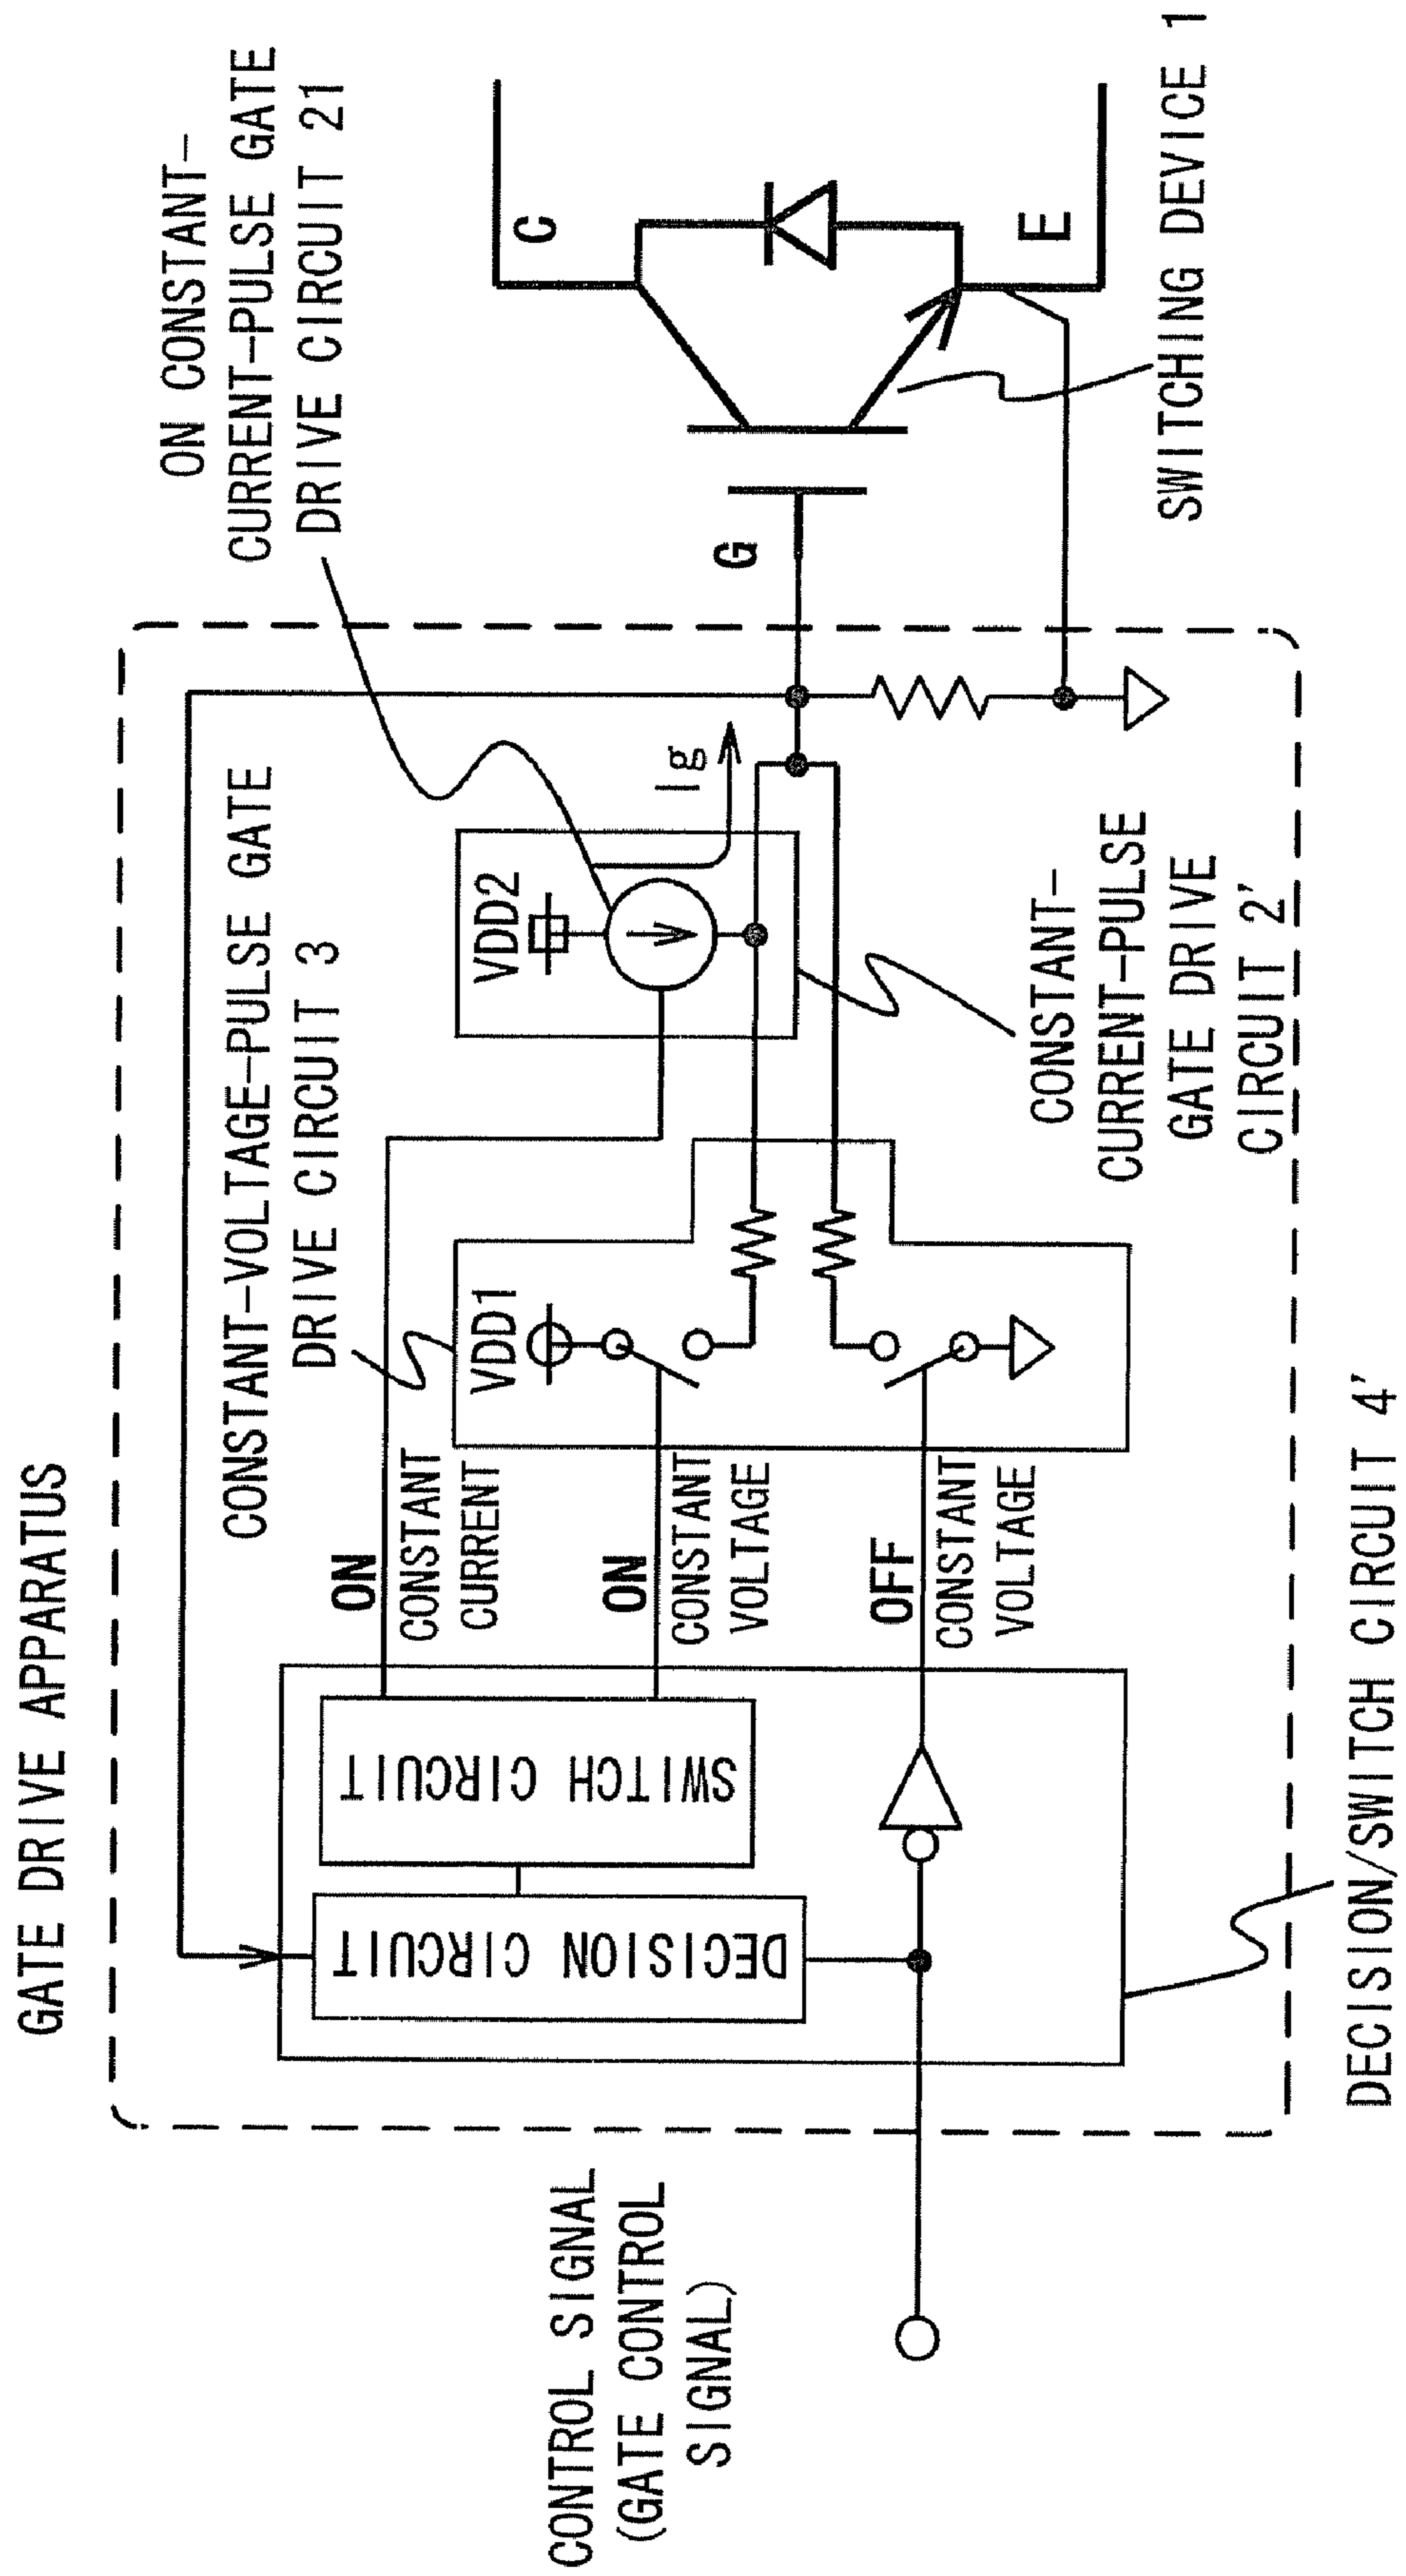 GATE DRIVE APPARATUS
CONTROL SIGNAL
(GATE CONTROL
SIGNAL)
DECISION CIRCUIT
SWITCH CIRCUIT
ON
CONSTANT
CURRENT
ON
CONSTANT
VOLTAGE
OFF
CONSTANT
VOLTAGE
DECISION/SWITCH CIRCUIT 4'
CONSTANT-VOLTAGE-PULSE GATE
DRIVE CIRCUIT 3
VDD1
VDD2
Ig
CONSTANT-
CURRENT-PULSE
GATE DRIVE
CIRCUIT 2'
ON CONSTANT-
CURRENT-PULSE GATE
DRIVE CIRCUIT 21
G
C
E
SWITCHING DEVICE 1